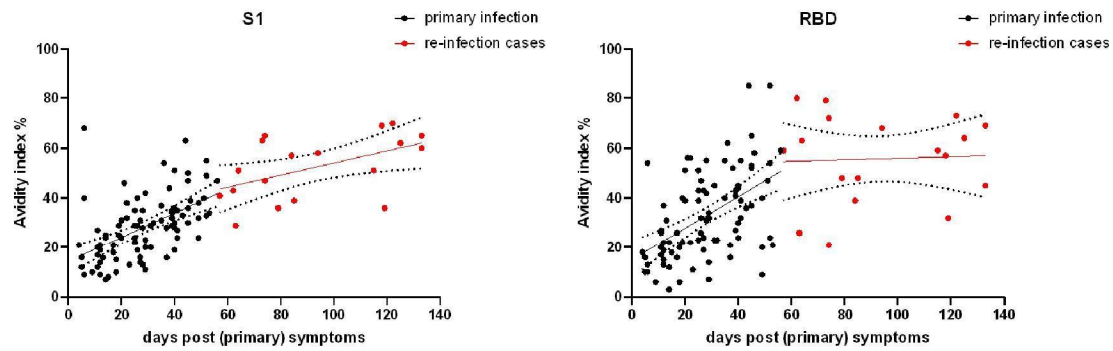 S1
primary infection
re-infection cases
Avidity index %
100
80
60
40
20
0
0 20 40 60 80 100 120 140
days post (primary) symptoms
RBD
primary infection
re-infection cases
Avidity index %
100
80
60
40
20
0
0 20 40 60 80 100 120 140
days post (primary) symptoms